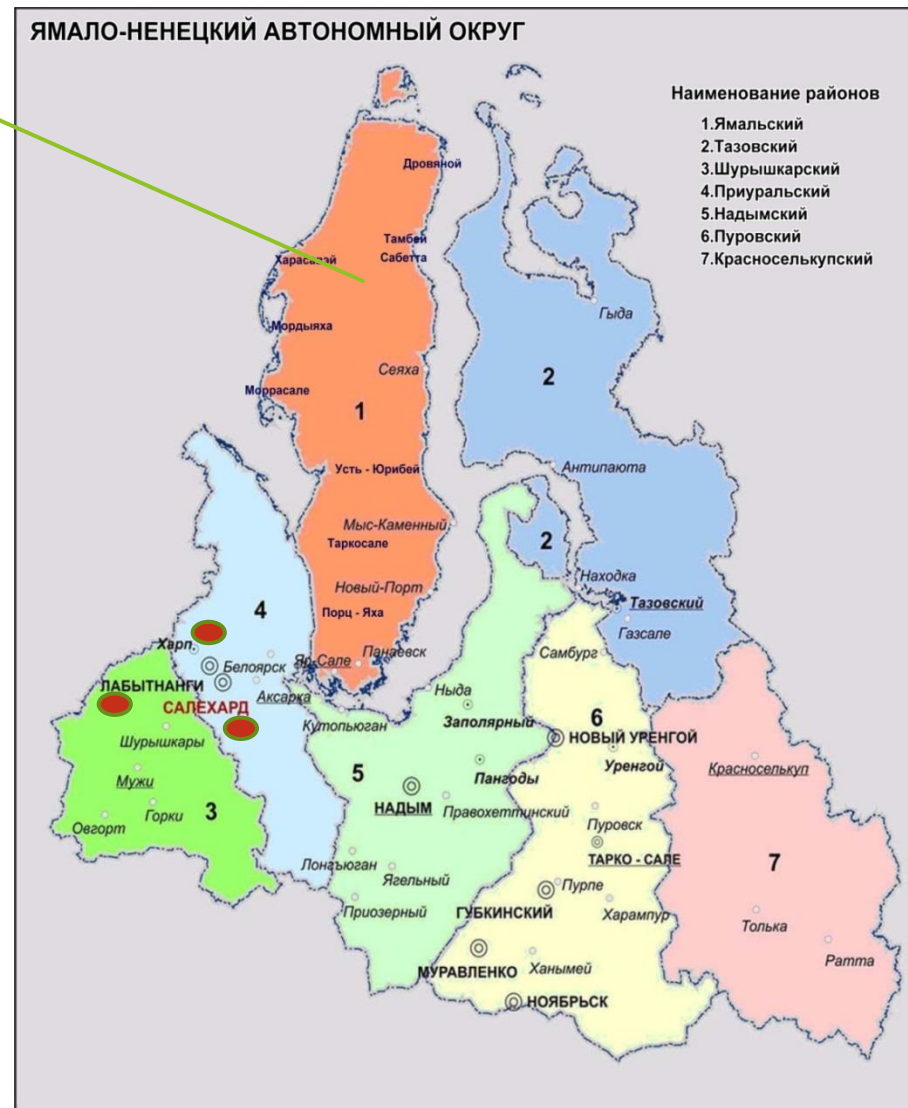 ЯМАЛО-НЕНЕЦКИЙ АВТОНОМНЫЙ ОКРУГ
Наименование районов
1.Ямальский
2.Тазовский
3.Шурышкарский
4.Приуральский
5.Надымский
6.Пуровский
7.Красноселькупский
Дровяной
Тамбей
Сабетта
Харасавэй
Мордыяха
Моррасале
Сеяха
1
Усть - Юрибей
Мыс-Каменный
Таркосале
Новый-Порт
Порц - Яха
Панаевск
Яр-Сале
Гыда
2
Антипаюта
2
Находка
Тазовский
Газсале
4
Харп.
Белоярск
ЛАБЫТНАНГИ
САЛЕХАРД
Аксарка
Шурышкары
Мужи
Горки
Овгорт
3
Кутопьюган
Ныда
Заполярный
5
Пангоды
НАДЫМ
Правохеттинский
Лонгъюган
Ягельный
Приозерный
Самбург
6
НОВЫЙ УРЕНГОЙ
Уренгой
Пуровск
ТАРКО - САЛЕ
Пурпе
ГУБКИНСКИЙ
Харампур
МУРАВЛЕНКО
Ханымей
НОЯБРЬСК
Красноселькуп
7
Толька
Ратта